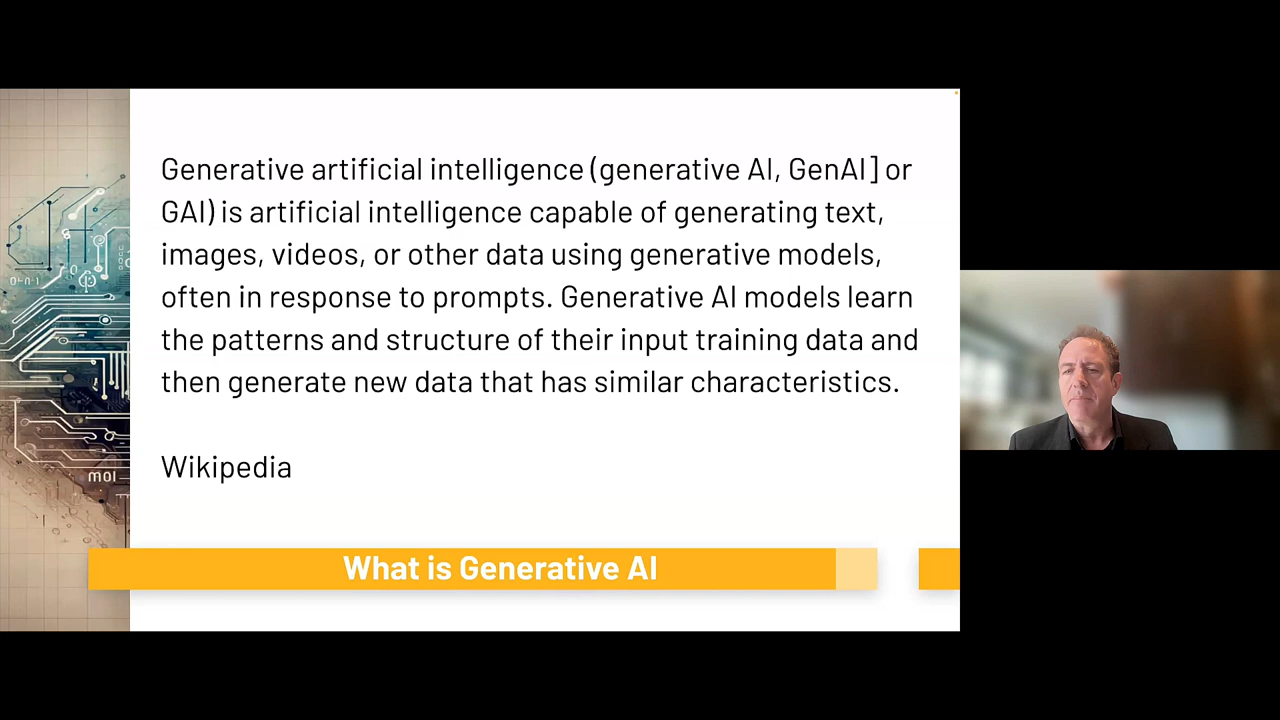 Generative artificial intelligence (generative AI, GenAI] or
GAI) is artificial intelligence capable of generating text,
images, videos, or other data using generative models,
often in response to prompts. Generative AI models learn
the patterns and structure of their input training data and
then generate new data that has similar characteristics.
Wikipedia
What is Generative AI